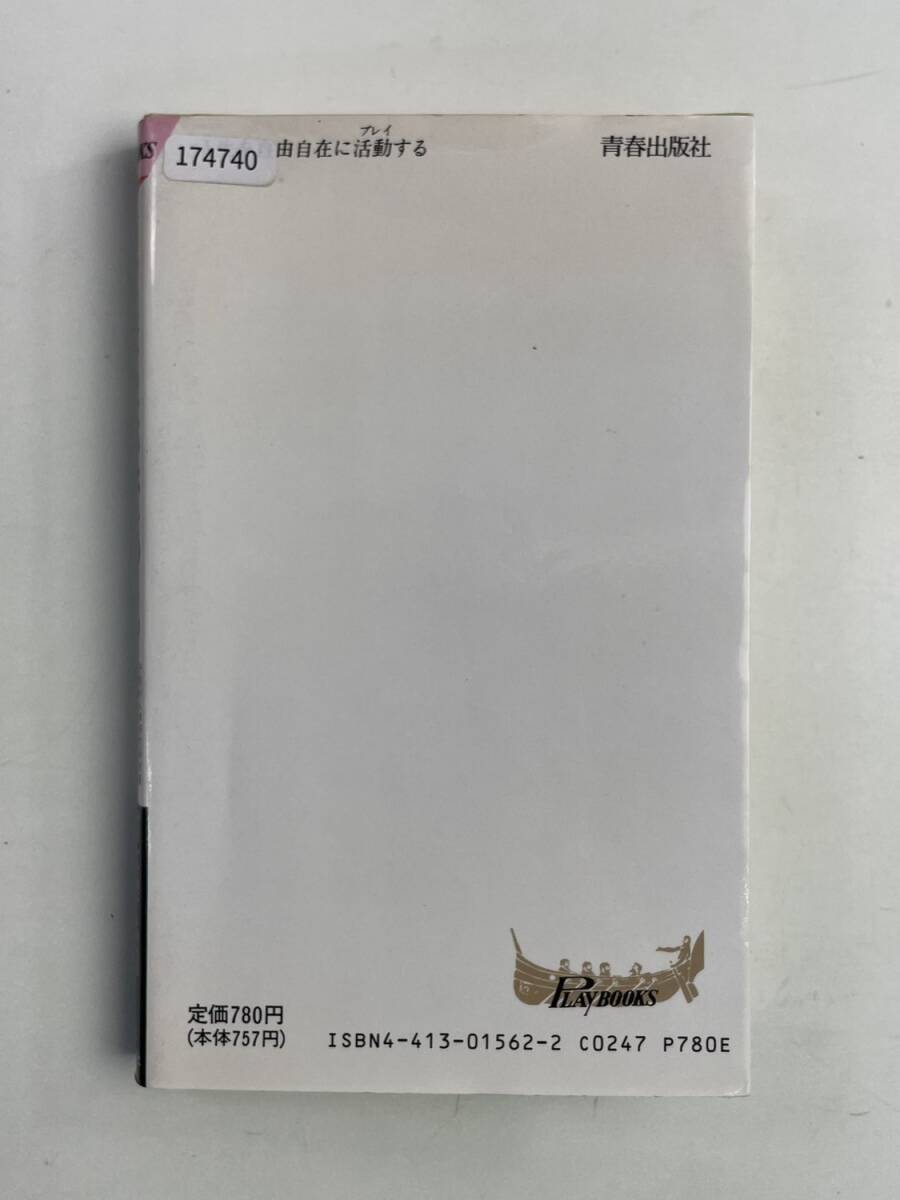 KS
174740
由自在に活動する
プレイ
青春出版社
PLAYBOOKS
定価780円
(本体757円)
ISBN4-413-01562-2 C0247 P780E